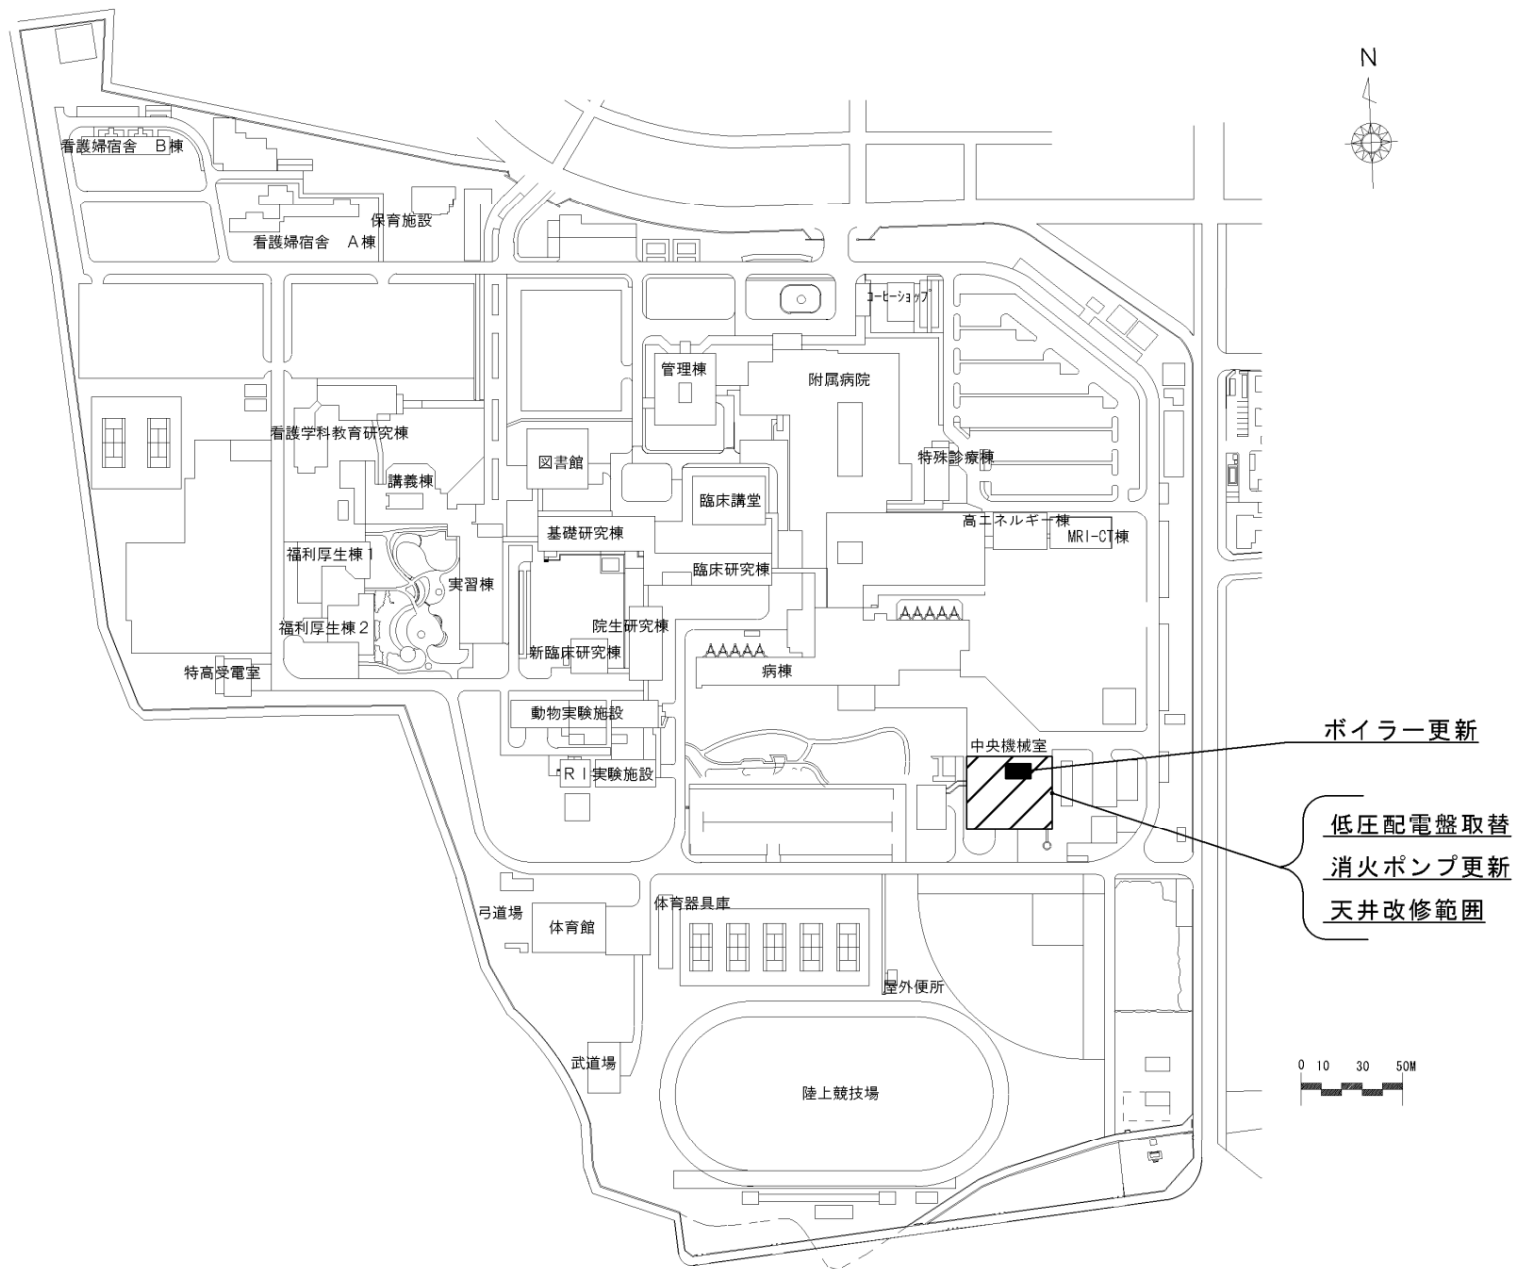 N
看護婦宿舎　B棟
保育施設
看護婦宿舎　A棟
コーヒーショップ
管理棟
附属病院
看護学科教育研究棟
図書館
特殊診療棟
講義棟
臨床講堂
高エネルギー棟
基礎研究棟
MRI-CT棟
福利厚生棟1
臨床研究棟
実習棟
院生研究棟
福利厚生棟2
新臨床研究棟
特高受電室
病棟
動物実験施設
ボイラー更新
中央機械室
RI実験施設
低圧配電盤取替
消火ポンプ更新
天井改修範囲
体育器具庫
弓道場
体育館
屋外便所
武道場
陸上競技場
0 10 30 50M